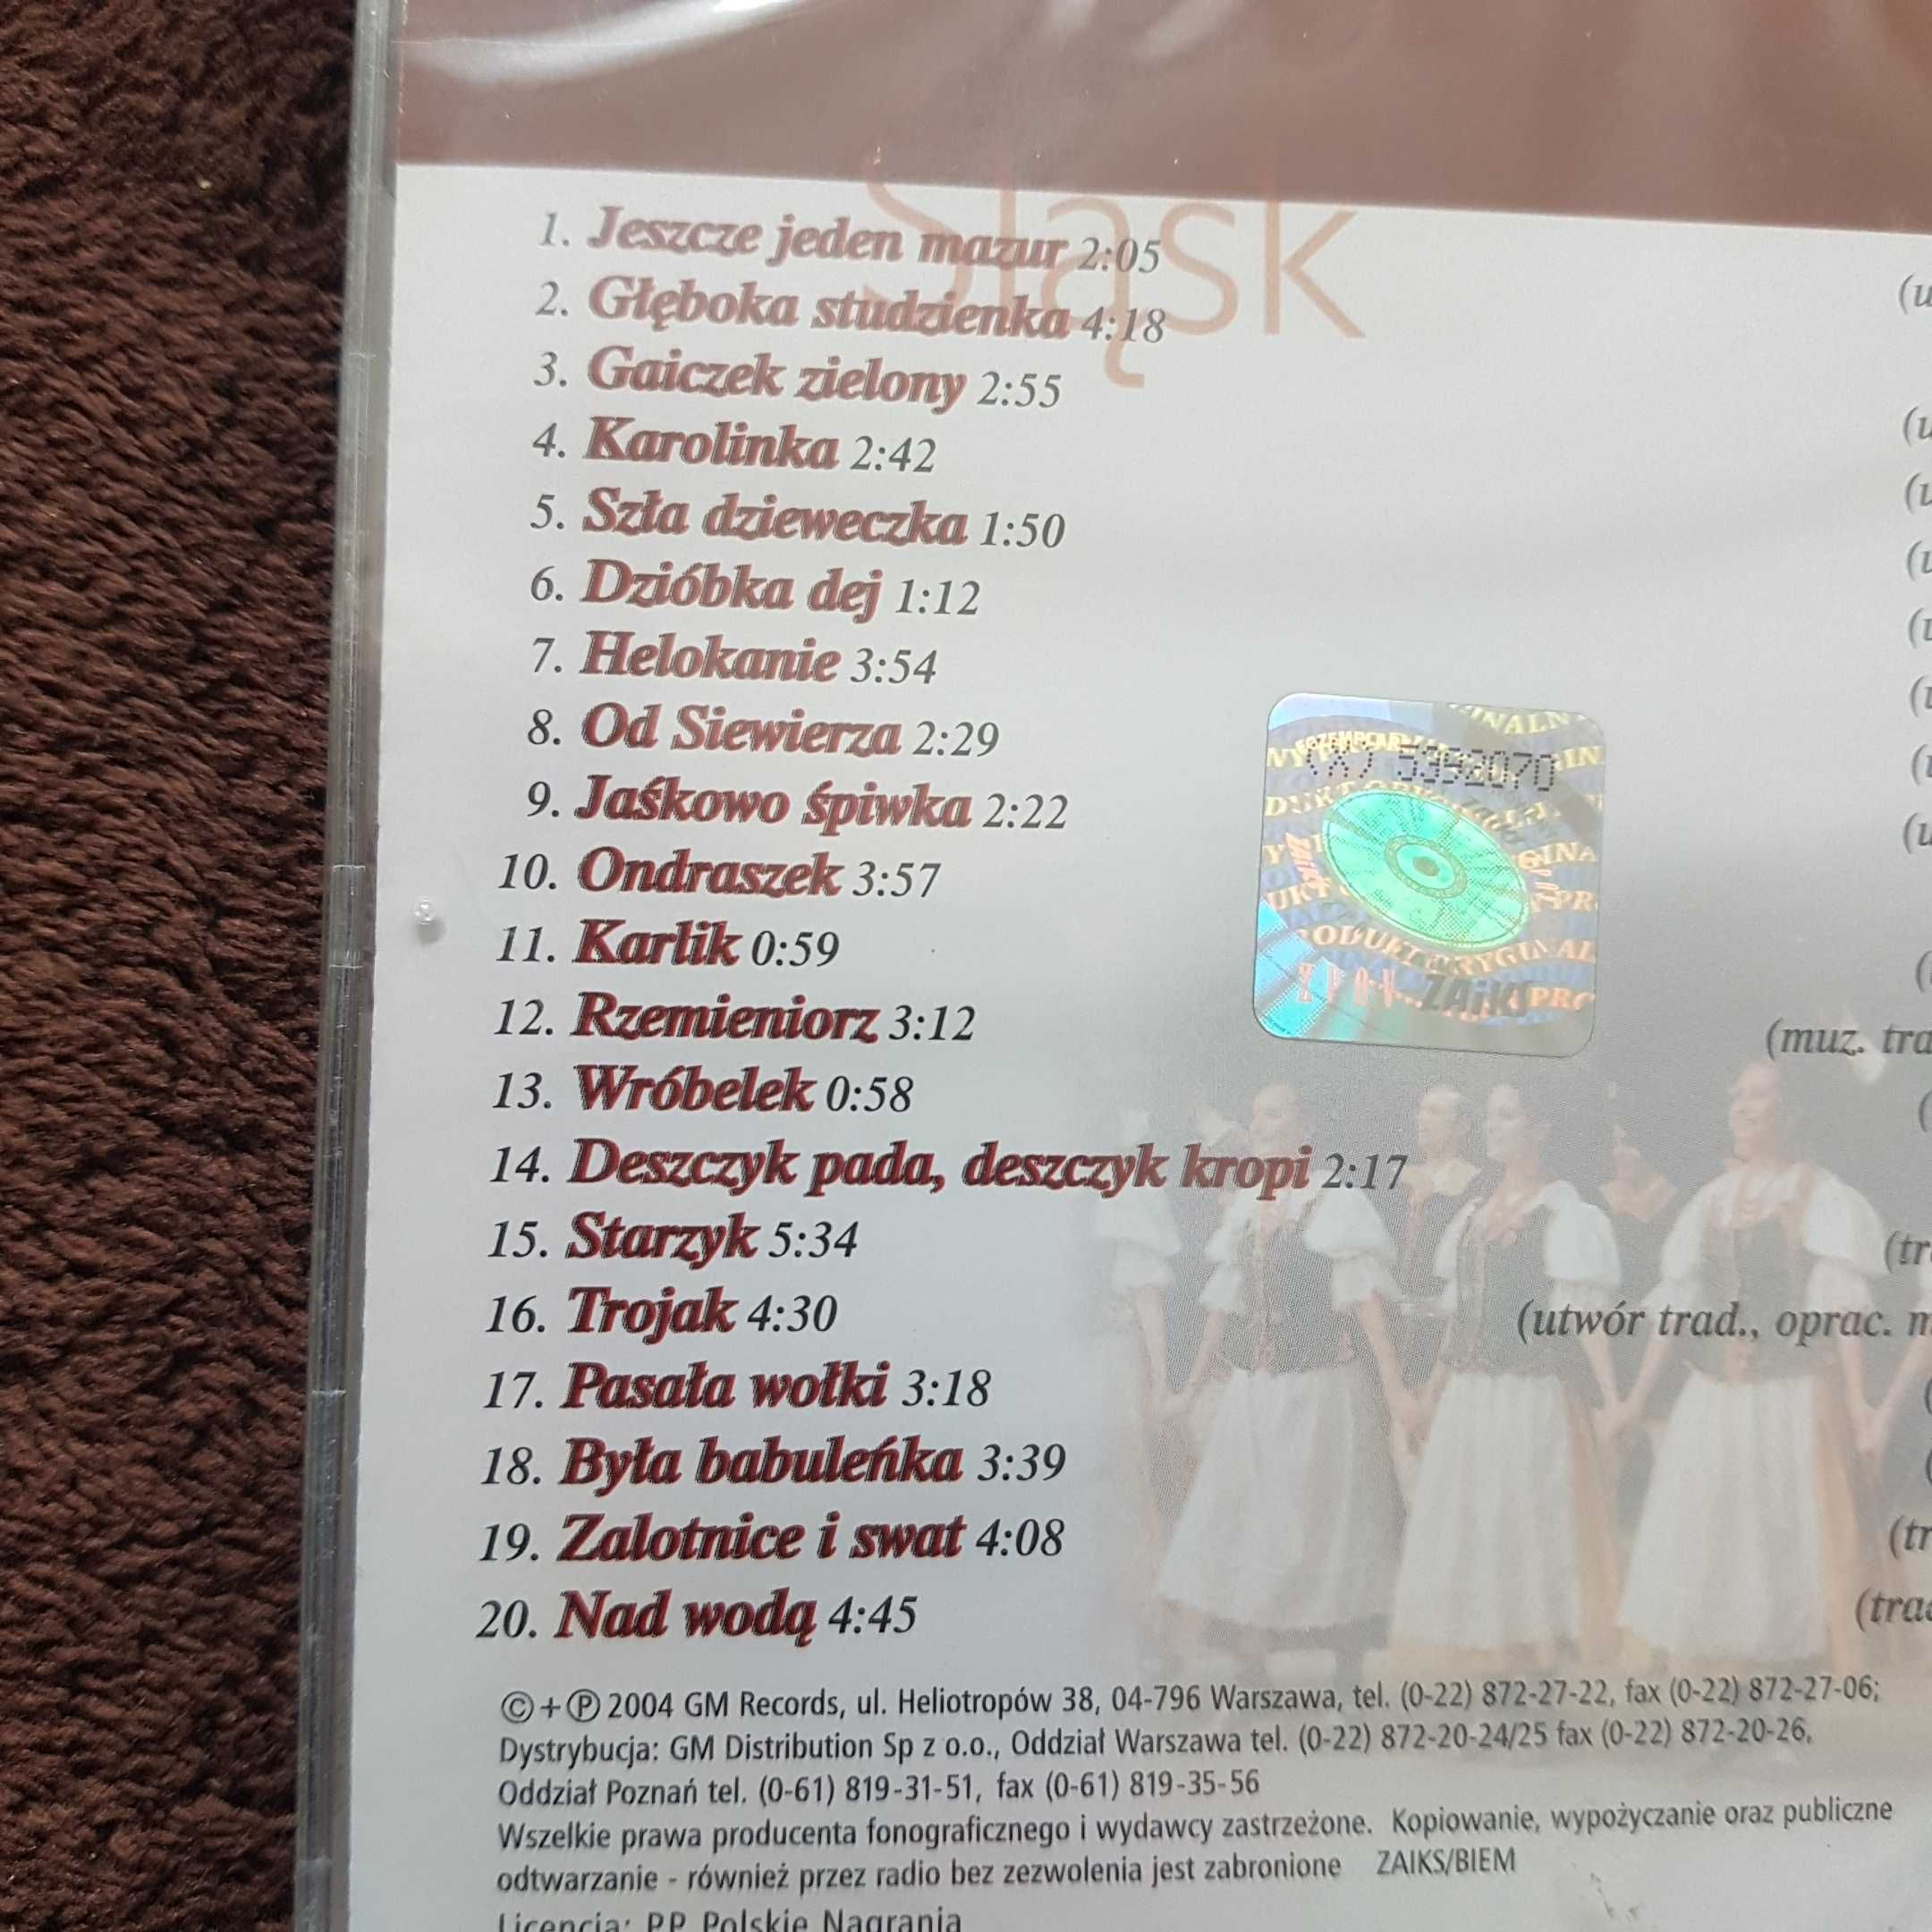 Śląsk
1. Jeszcze jeden mazur 2:05
2. Głęboka studzienka 4:18
3. Gaiczek zielony 2:55
4. Karolinka 2:42
5. Szła dzieweczka 1:50
6. Dzióbka dej 1:12
7. Helokanie 3:54
8. Od Siewierza 2:29
9. Jaśkowo śpiwka 2:22
10. Ondraszek 3:57
11. Karlik 0:59
12. Rzemieniorz 3:12
(muz. tra
13. Wróbelek 0:58
14. Deszczyk pada, deszczyk kropi 2:17
15. Starzyk 5:34
(tr
16. Trojak 4:30
(utwór trad., oprac. m
17. Pasała wołki 3:18
18. Była babuleńka 3:39
19. Zalotnice i swat 4:08
(tr
20. Nad wodą 4:45
(tra
(X) 5392070
ZAiKS
©+℗ 2004 GM Records, ul. Heliotropów 38, 04-796 Warszawa, tel. (0-22) 872-27-22, fax (0-22) 872-27-06;
Dystrybucja: GM Distribution Sp z o.o., Oddział Warszawa tel. (0-22) 872-20-24/25 fax (0-22) 872-20-26,
Oddział Poznań tel. (0-61) 819-31-51, fax (0-61) 819-35-56
Wszelkie prawa producenta fonograficznego i wydawcy zastrzeżone. Kopiowanie, wypożyczanie oraz publiczne
odtwarzanie - również przez radio bez zezwolenia jest zabronione ZAIKS/BIEM
Licencja: P.P. Polskie Nagrania